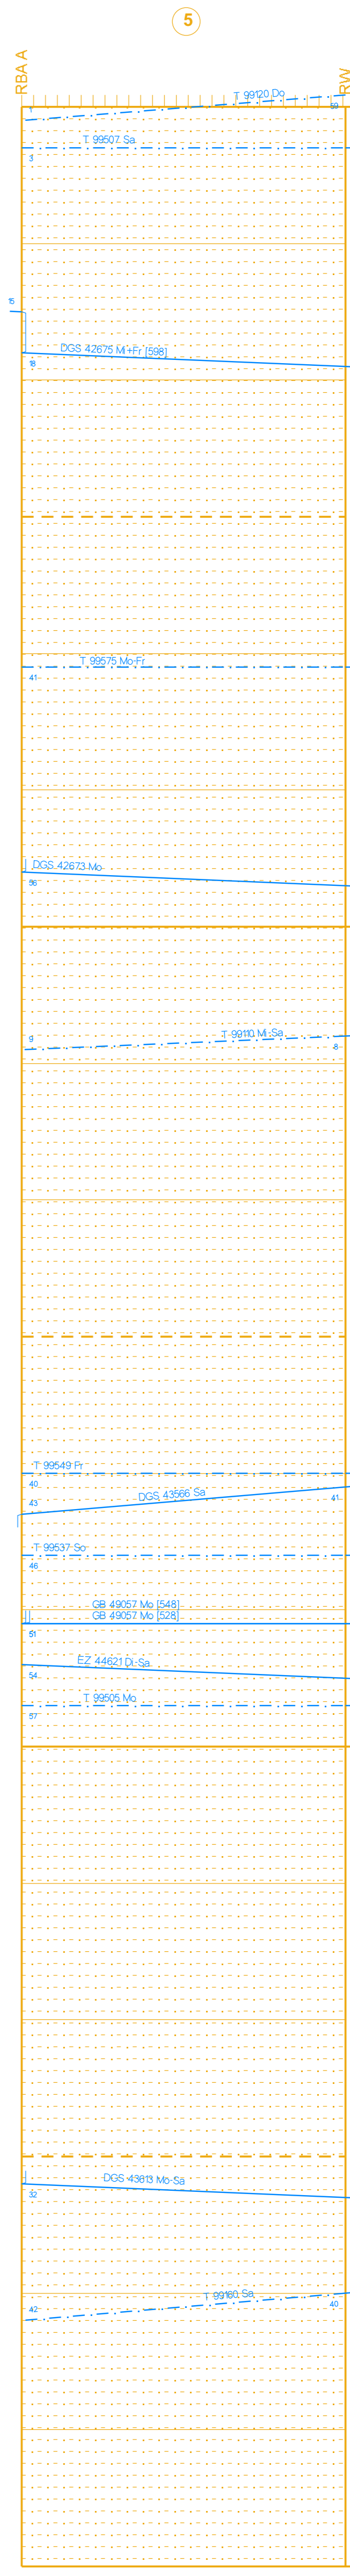 5
RBA A
RW
T 99120 Do
59
1
T 99507 Sa
3
15
DGS 42675 Mi+Fr [598]
18
T 99575 Mo-Fr
41
DGS 42673 Mo
56
T 99110 Mi-Sa
9
8
T 99549 Fr
40
DGS 43566 Sa
41
43
T 99537 So
46
GB 49057 Mo [548]
GB 49057 Mo [528]
51
EZ 44621 Di-Sa
54
T 99505 Mo
57
DGS 43613 Mo-Sa
32
T 99160 Sa
40
42